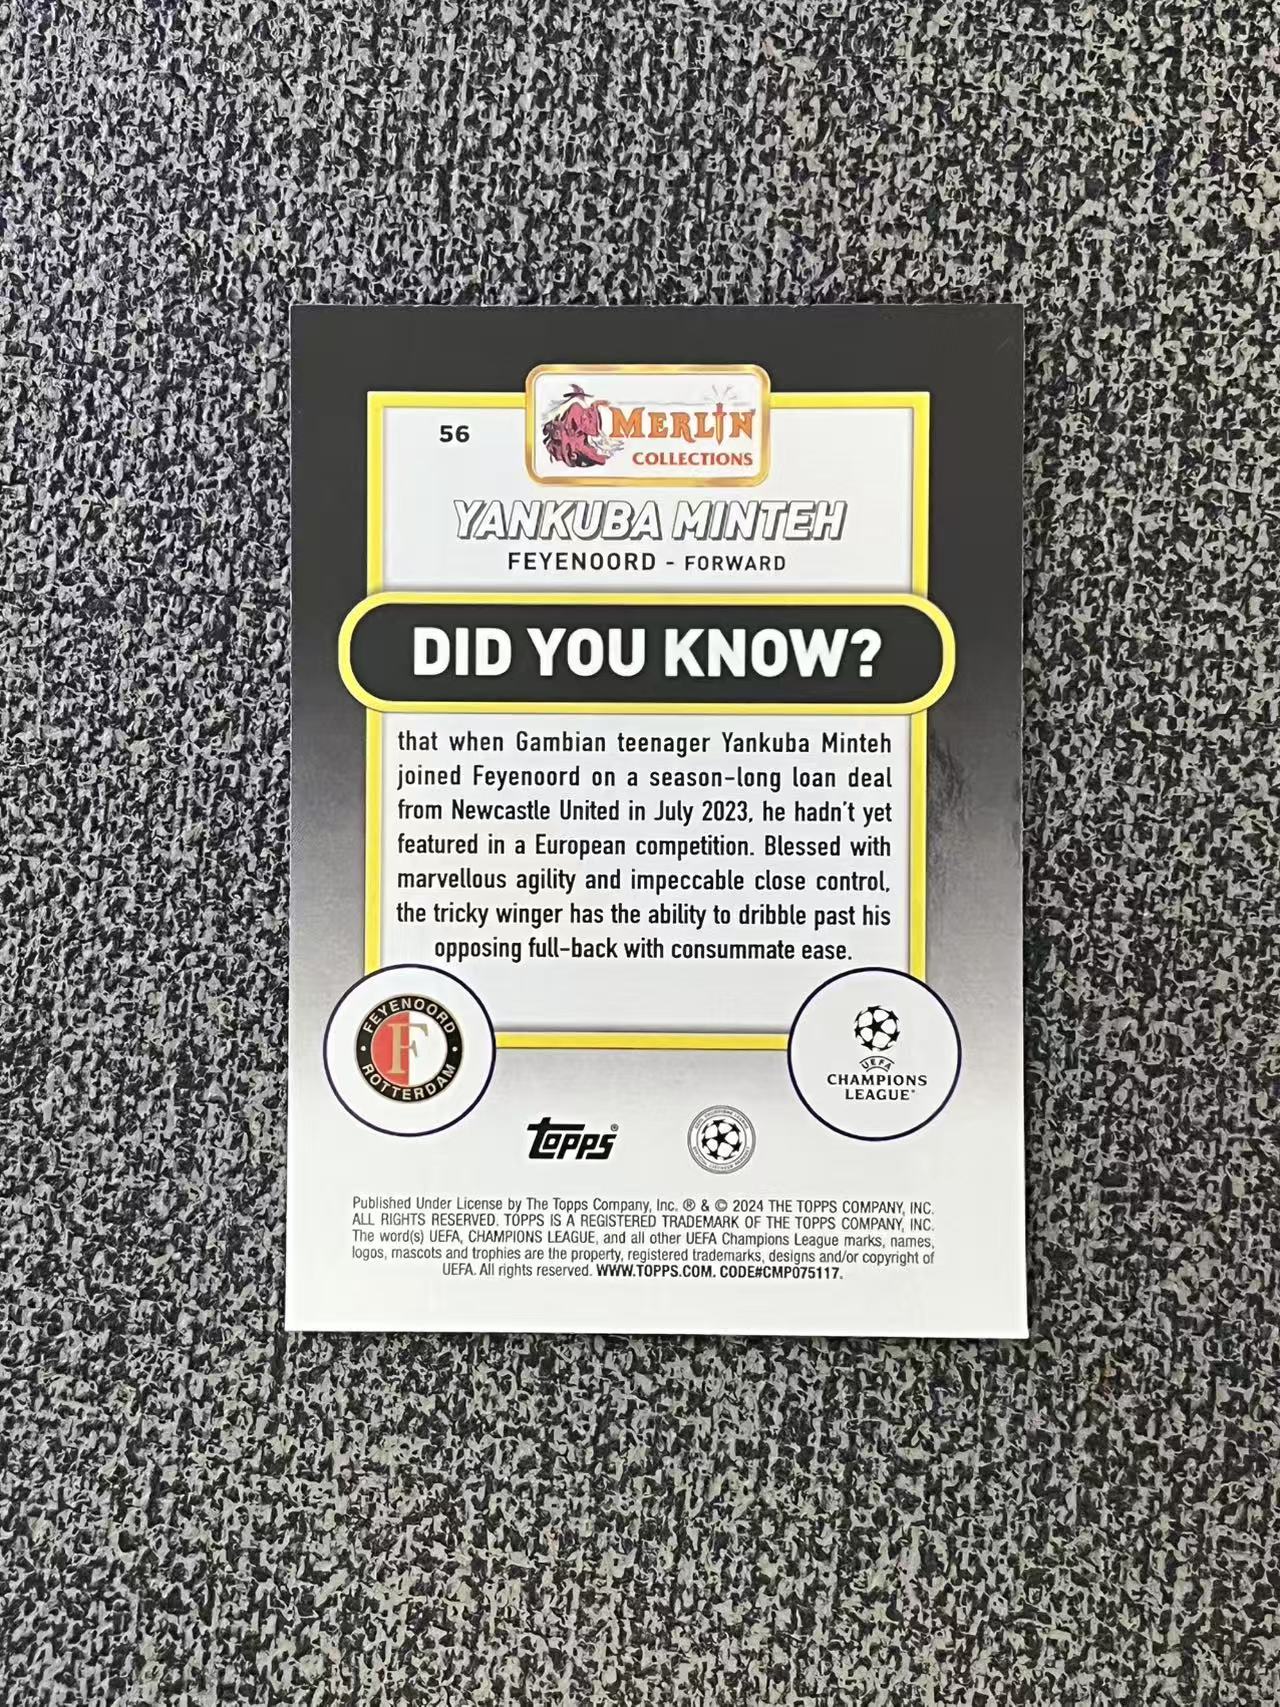 56
MERLIN
COLLECTIONS
YANKUBA MINTEH
FEYENOORD - FORWARD
DID YOU KNOW?
that when Gambian teenager Yankuba Minteh
joined Feyenoord on a season-long loan deal
from Newcastle United in July 2023, he hadn't yet
featured in a European competition. Blessed with
marvellous agility and impeccable close control,
the tricky winger has the ability to dribble past his
opposing full-back with consummate ease.
FEYENOORD
F
ROTTERDAM
UEFA
CHAMPIONS
LEAGUE
topps®
Published Under License by The Topps Company, Inc. ® & © 2024 THE TOPPS COMPANY, INC.
ALL RIGHTS RESERVED. TOPPS IS A REGISTERED TRADEMARK OF THE TOPPS COMPANY, INC.
The word(s) UEFA, CHAMPIONS LEAGUE, and all other UEFA Champions League marks, names,
logos, mascots and trophies are the property, registered trademarks, designs and/or copyright of
UEFA. All rights reserved. WWW.TOPPS.COM. CODE#CMP075117.